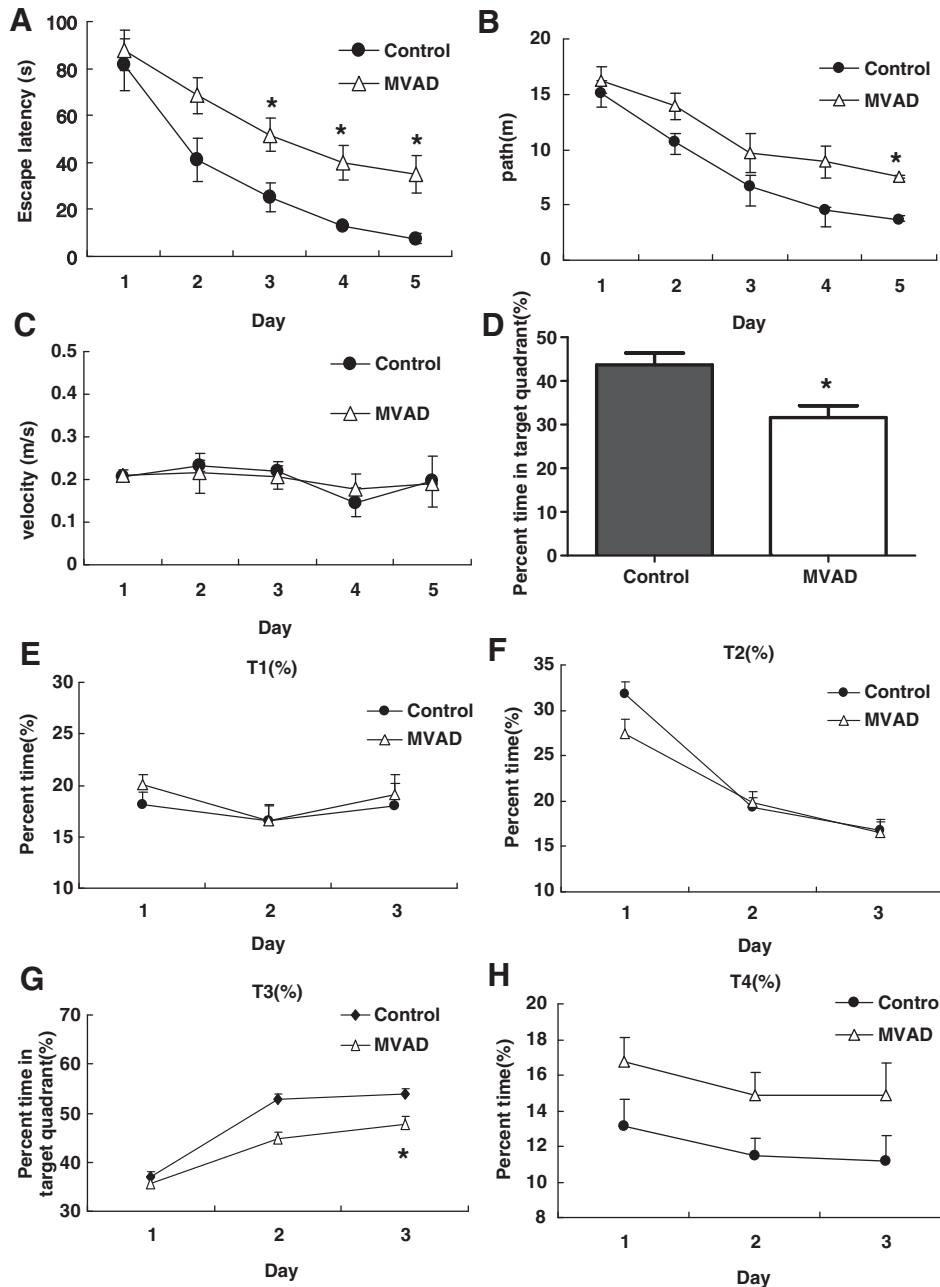 A
Escape latency (s)
100
80
60
40
20
0
Control
MVAD
*
*
*
1 2 3 4 5
Day
B
path(m)
20
15
10
5
0
Control
MVAD
*
1 2 3 4 5
Day
C
velocity (m/s)
0.5
0.4
0.3
0.2
0.1
0
Control
MVAD
1 2 3 4 5
Day
D
Percent time in target quadrant(%)
50
40
30
20
10
0
*
Control MVAD
E
T1(%)
Percent time(%)
30
25
20
15
10
Control
MVAD
1 2 3
Day
F
T2(%)
Percent time(%)
35
30
25
20
15
10
Control
MVAD
1 2 3
Day
G
T3(%)
Percent time in
target quadrant(%)
70
60
50
40
30
Control
MVAD
*
1 2 3
Day
H
T4(%)
Percent time(%)
18
16
14
12
10
8
Contro
MVAD
1 2 3
Day